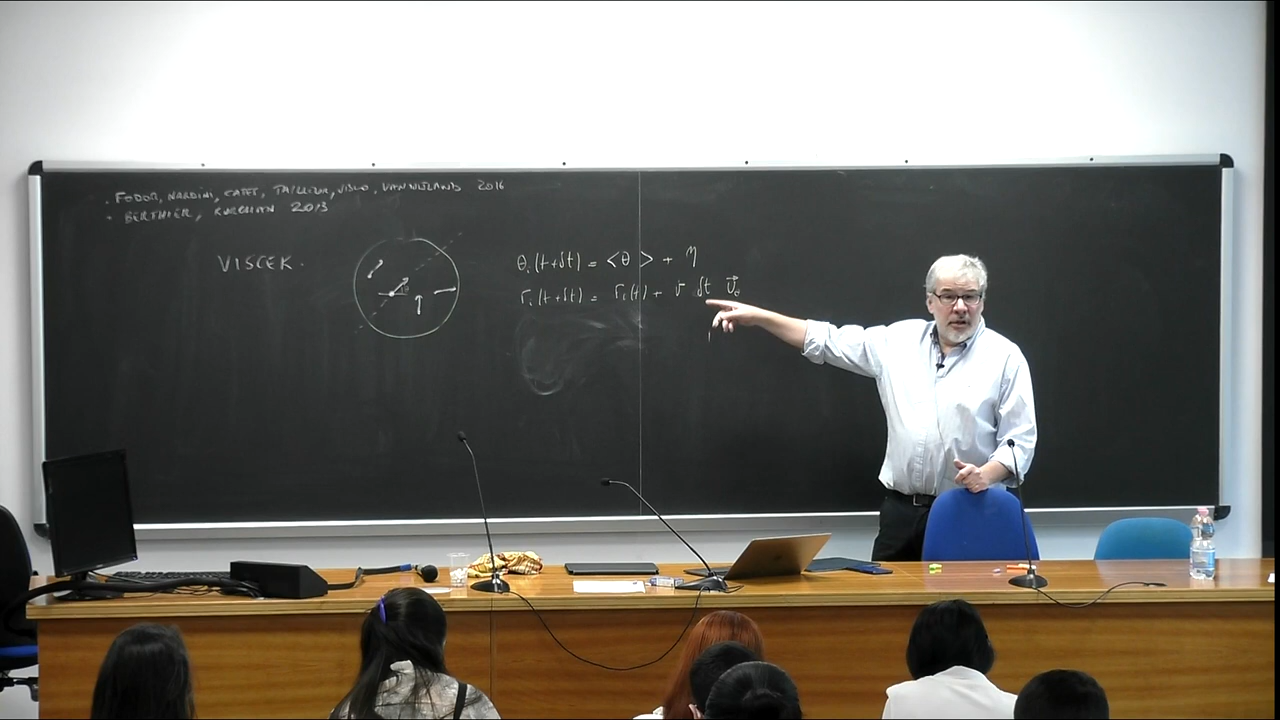 . FODOR, NARDINI, CATES, TAILLEUR, VISCO, VAN WIJLAND 2016
. BERTHIER, KURCHAN 2013
VISCEK.
θᵢ(t+δt) = <θ> + η
rᵢ(t+δt) = rᵢ(t) + v δt